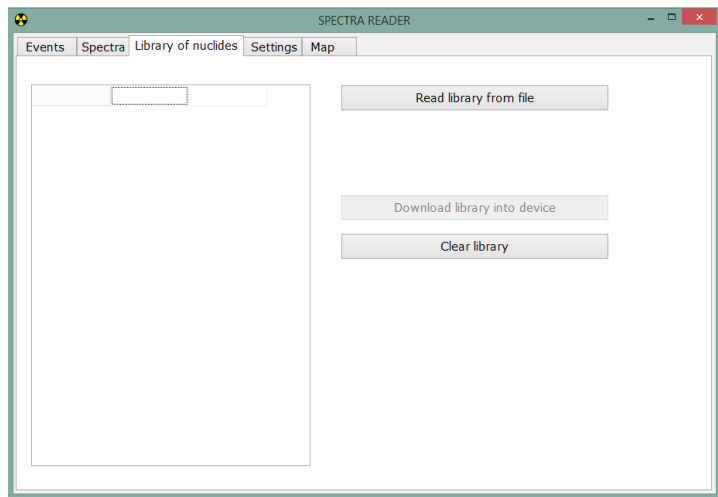 SPECTRA READER
Events Spectra Library of nuclides Settings Map
Read library from file
Download library into device
Clear library